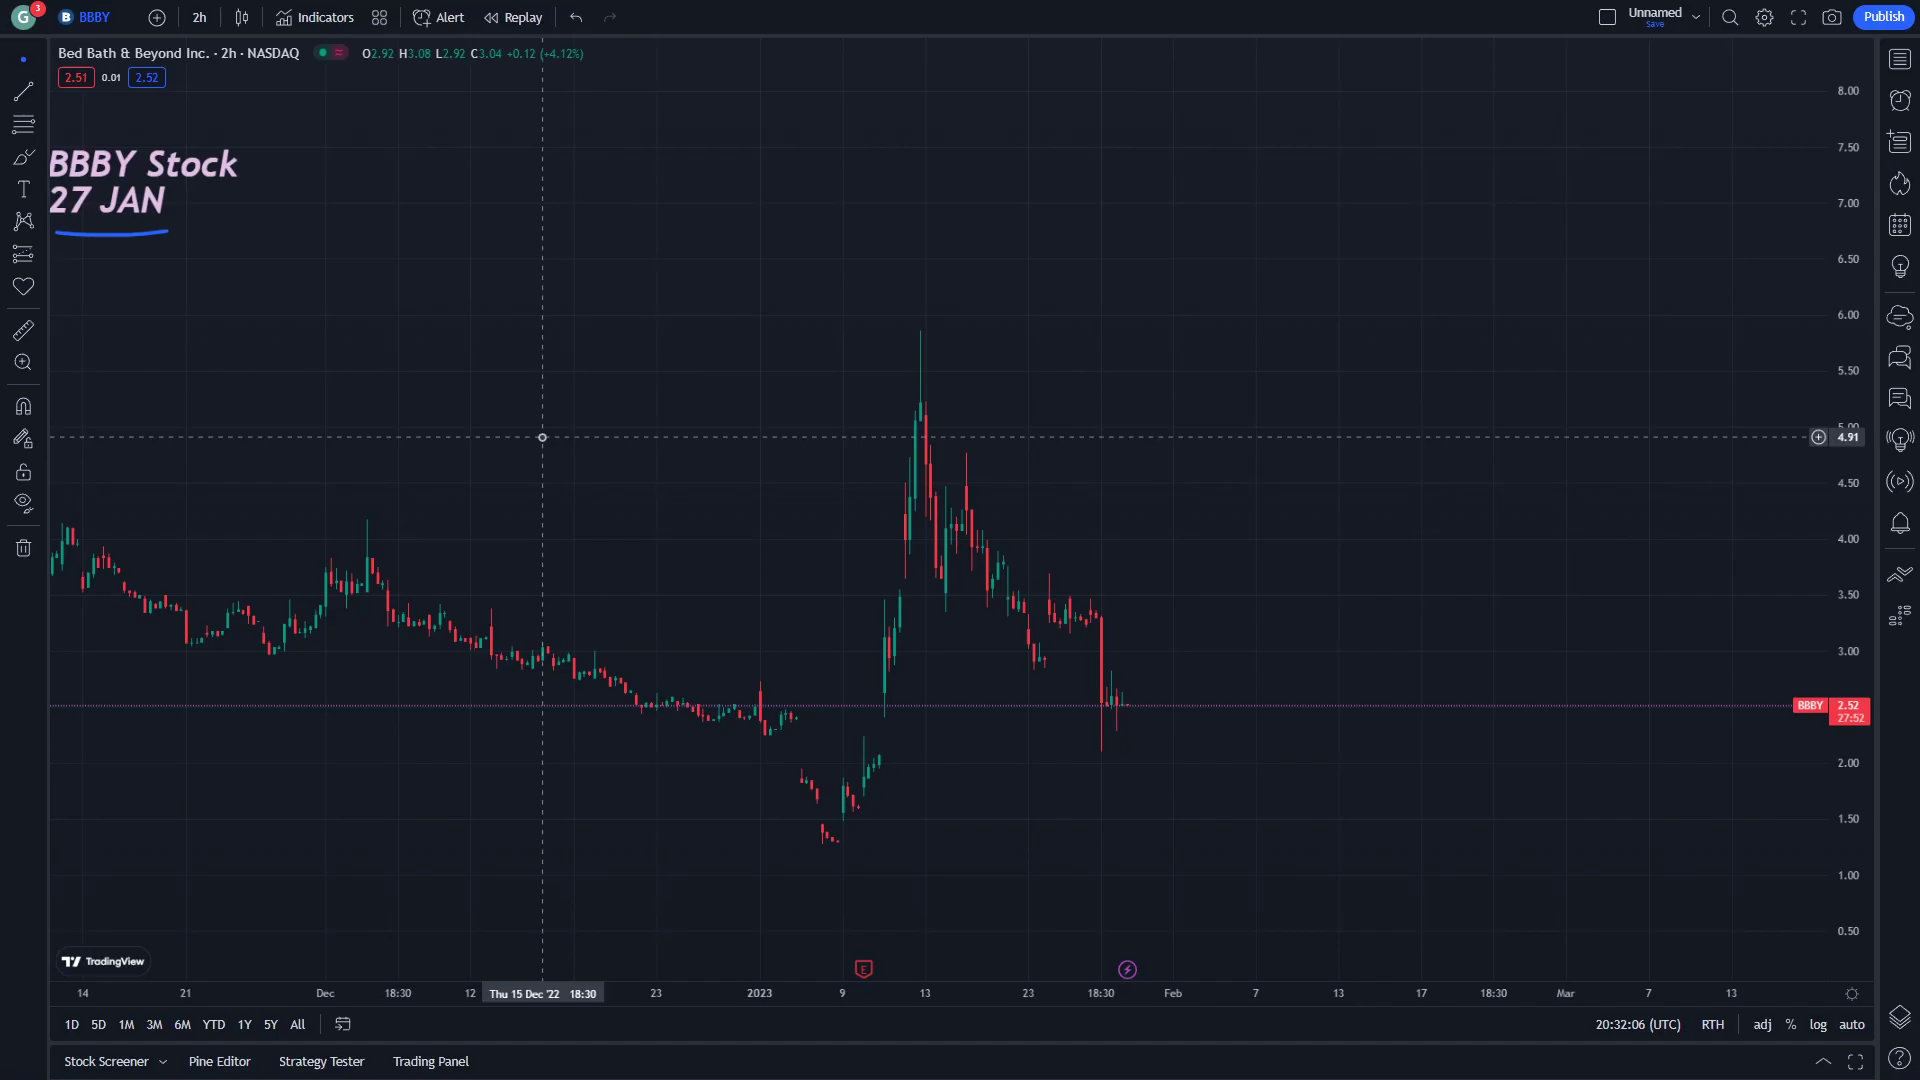 G 3 B BBBY 2h Indicators Alert Replay Unnamed Save Publish
Bed Bath & Beyond Inc. · 2h · NASDAQ O2.92 H3.08 L2.92 C3.04 +0.12 (+4.12%)
2.51 0.01 2.52
BBBY Stock
27 JAN
8.00
7.50
7.00
6.50
6.00
5.50
5.00
4.91
4.50
4.00
3.50
3.00
BBBY 2.52
27:52
2.00
1.50
1.00
0.50
TradingView
E
14 21 Dec 18:30 12 Thu 15 Dec '22 18:30 23 2023 9 13 23 18:30 Feb 7 13 17 18:30 Mar 7 13
1D 5D 1M 3M 6M YTD 1Y 5Y All 20:32:06 (UTC) RTH adj % log auto
Stock Screener Pine Editor Strategy Tester Trading Panel